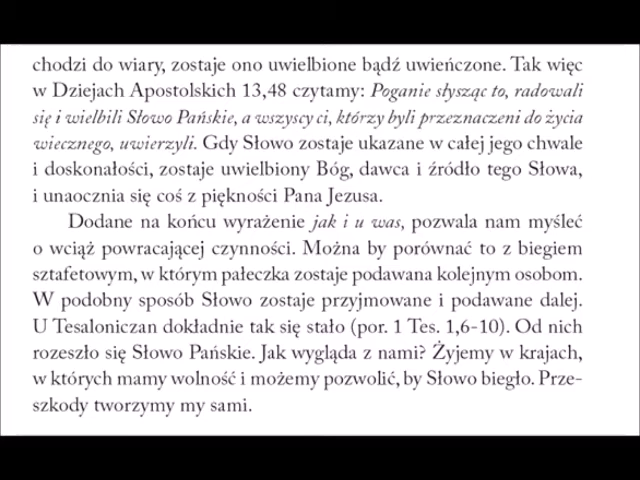 chodzi do wiary, zostaje ono uwielbione bądź uwieńczone. Tak więc
w Dziejach Apostolskich 13,48 czytamy: Poganie słysząc to, radowali
się i wielbili Słowo Pańskie, a wszyscy ci, którzy byli przeznaczeni do życia
wiecznego, uwierzyli. Gdy Słowo zostaje ukazane w całej jego chwale
i doskonałości, zostaje uwielbiony Bóg, dawca i źródło tego Słowa,
i unaocznia się coś z piękności Pana Jezusa.
Dodane na końcu wyrażenie jak i u was, pozwala nam myśleć
o wciąż powracającej czynności. Można by porównać to z biegiem
sztafetowym, w którym pałeczka zostaje podawana kolejnym osobom.
W podobny sposób Słowo zostaje przyjmowane i podawane dalej.
U Tesaloniczan dokładnie tak się stało (por. 1 Tes. 1,6-10). Od nich
rozeszło się Słowo Pańskie. Jak wygląda z nami? Żyjemy w krajach,
w których mamy wolność i możemy pozwolić, by Słowo biegło. Prze-
szkody tworzymy my sami.